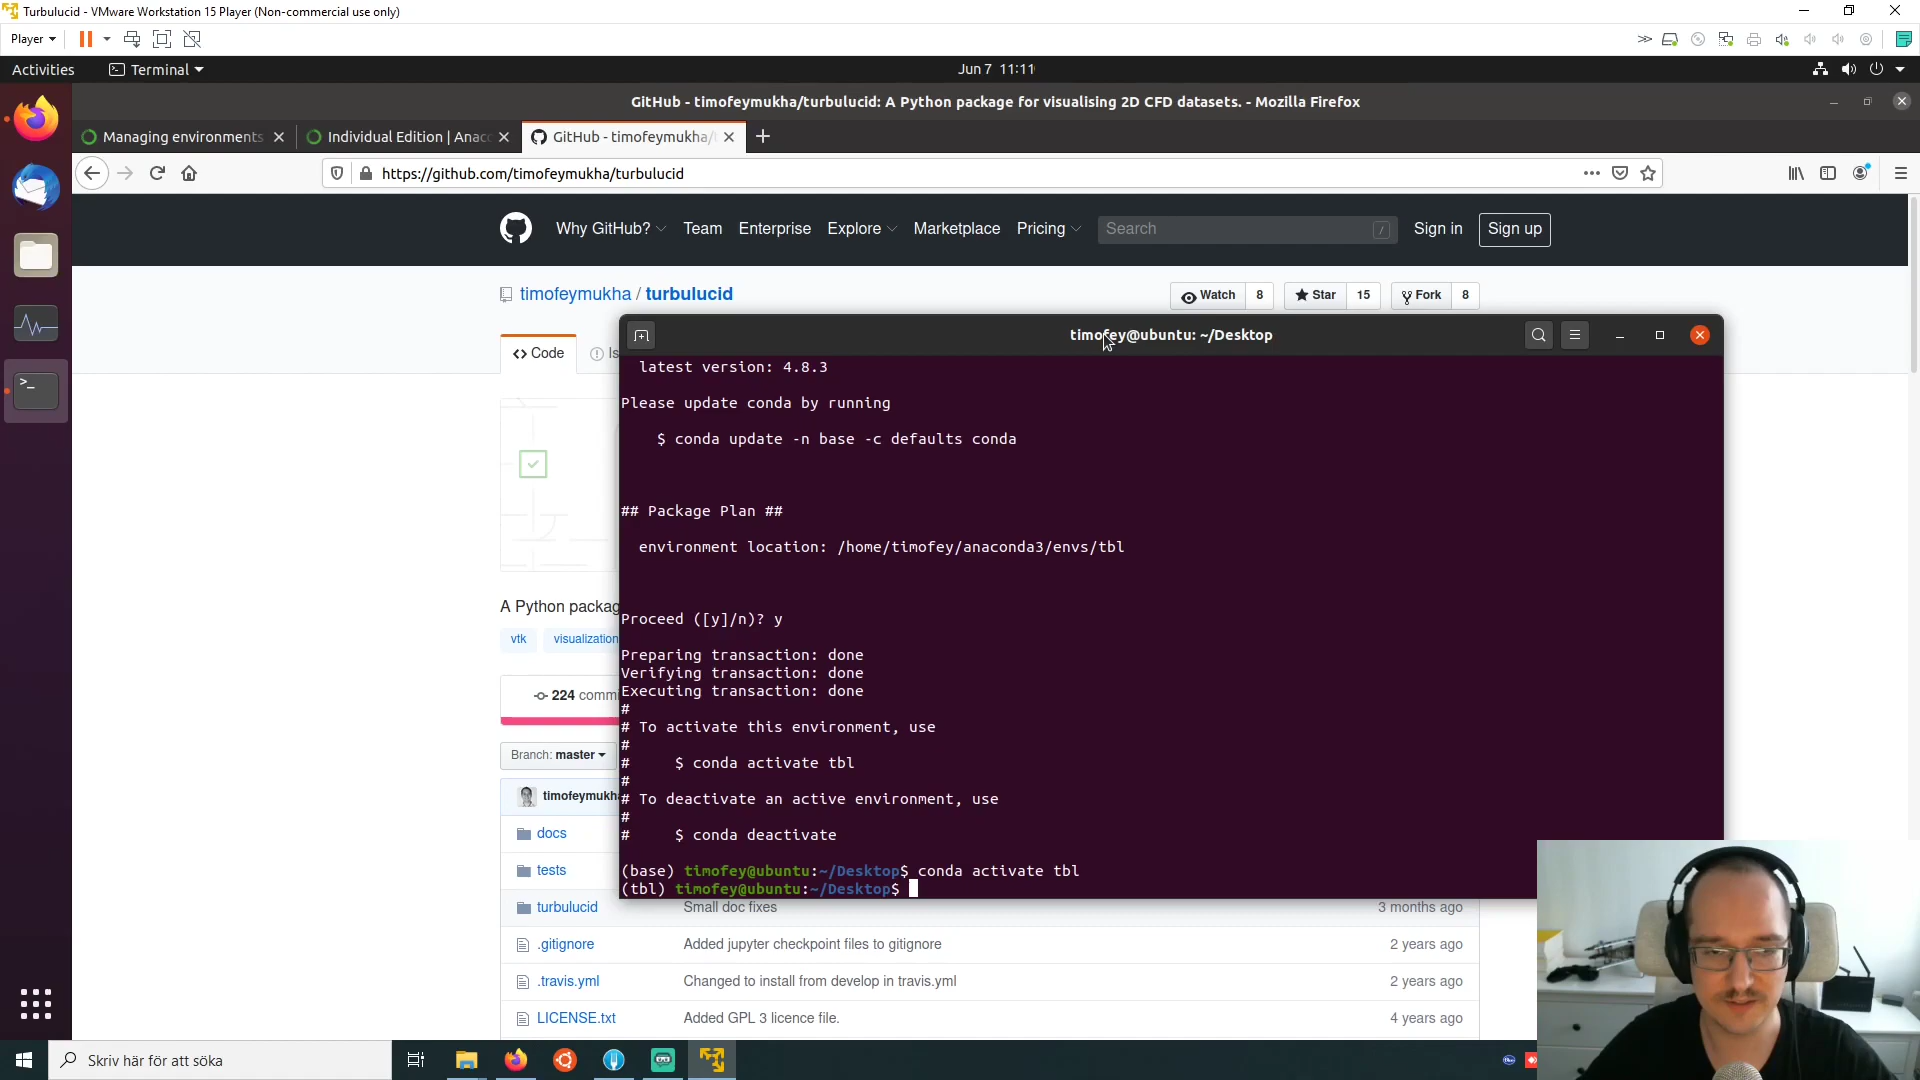 Turbulucid - VMware Workstation 15 Player (Non-commercial use only)
Player
Activities
Terminal
Jun 7 11:11
GitHub - timofeymukha/turbulucid: A Python package for visualising 2D CFD datasets. - Mozilla Firefox
Managing environments
Individual Edition | Anaco
GitHub - timofeymukha/
https://github.com/timofeymukha/turbulucid
Why GitHub?
Team
Enterprise
Explore
Marketplace
Pricing
Search
/
Sign in
Sign up
timofeymukha / turbulucid
Watch 8
Star 15
Fork 8
Code
Is
timofey@ubuntu: ~/Desktop
latest version: 4.8.3
Please update conda by running
$ conda update -n base -c defaults conda
## Package Plan ##
environment location: /home/timofey/anaconda3/envs/tbl
Proceed ([y]/n)? y
Preparing transaction: done
Verifying transaction: done
Executing transaction: done
#
# To activate this environment, use
#
#     $ conda activate tbl
#
# To deactivate an active environment, use
#
#     $ conda deactivate
(base) timofey@ubuntu:~/Desktop$ conda activate tbl
(tbl) timofey@ubuntu:~/Desktop$
A Python packag
vtk
visualization
224 comm
Branch: master
timofeymukha
docs
tests
turbulucid
Small doc fixes
3 months ago
.gitignore
Added jupyter checkpoint files to gitignore
2 years ago
.travis.yml
Changed to install from develop in travis.yml
2 years ago
LICENSE.txt
Added GPL 3 licence file.
4 years ago
Skriv här för att söka